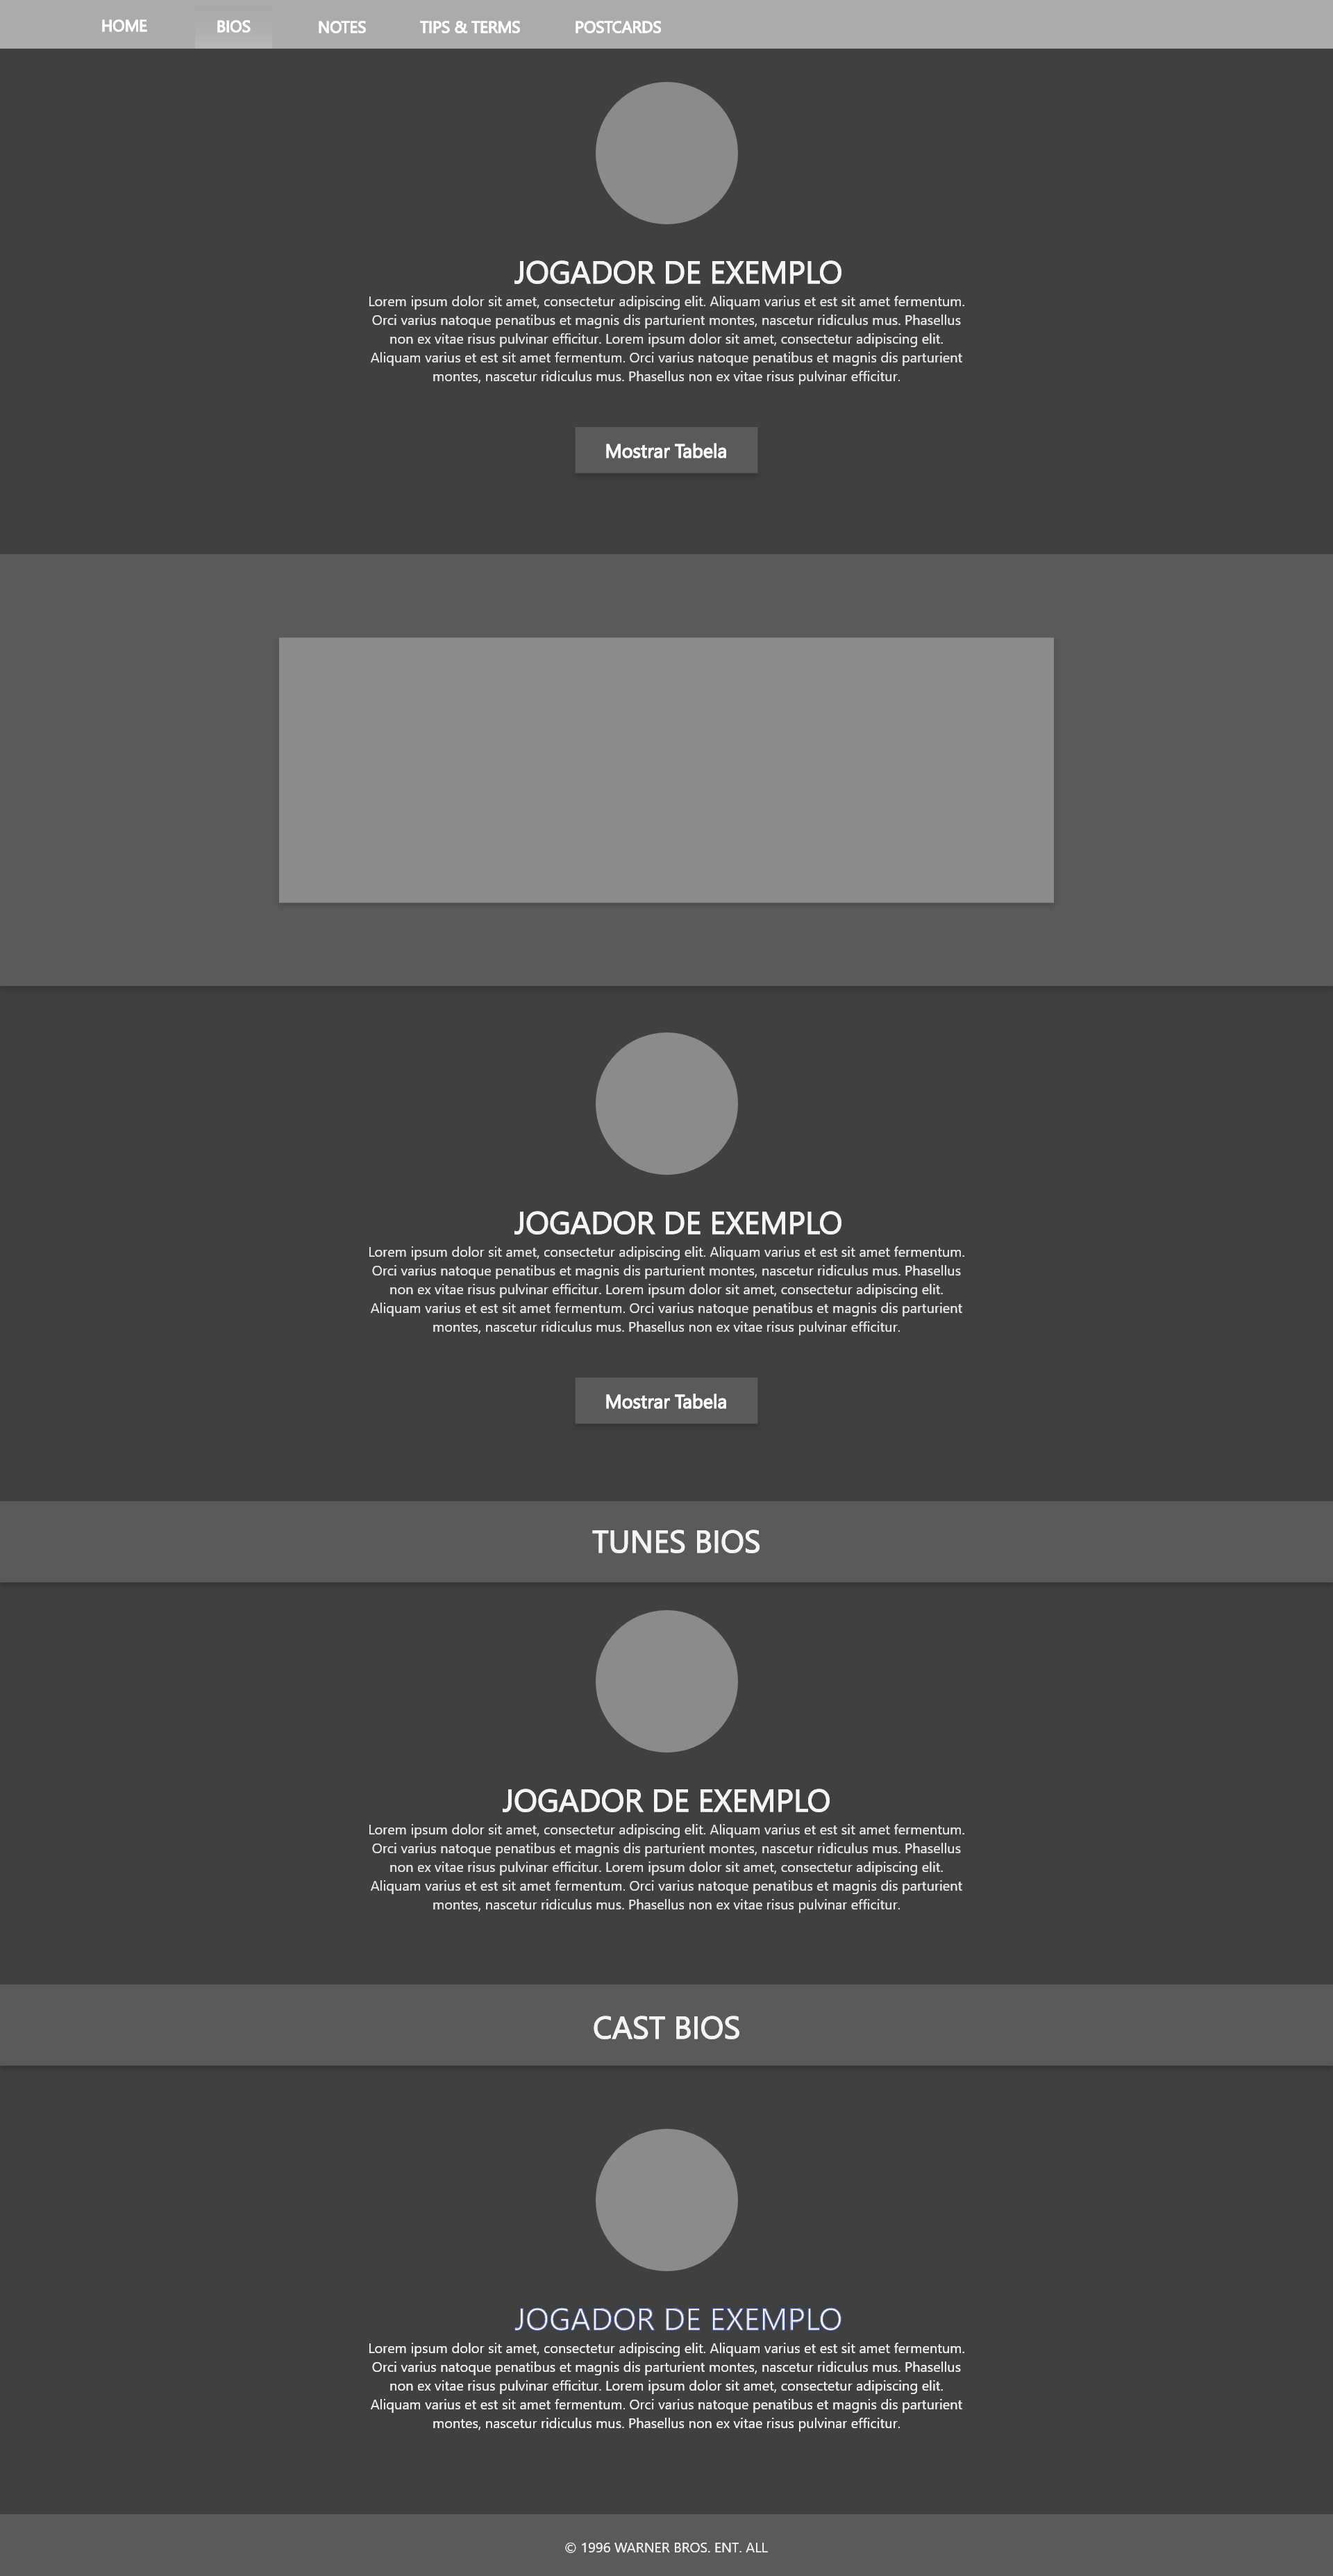 HOME BIOS NOTES TIPS & TERMS POSTCARDS
JOGADOR DE EXEMPLO
Lorem ipsum dolor sit amet, consectetur adipiscing elit. Aliquam varius et est sit amet fermentum.
Orci varius natoque penatibus et magnis dis parturient montes, nascetur ridiculus mus. Phasellus
non ex vitae risus pulvinar efficitur. Lorem ipsum dolor sit amet, consectetur adipiscing elit.
Aliquam varius et est sit amet fermentum. Orci varius natoque penatibus et magnis dis parturient
montes, nascetur ridiculus mus. Phasellus non ex vitae risus pulvinar efficitur.
Mostrar Tabela
JOGADOR DE EXEMPLO
Lorem ipsum dolor sit amet, consectetur adipiscing elit. Aliquam varius et est sit amet fermentum.
Orci varius natoque penatibus et magnis dis parturient montes, nascetur ridiculus mus. Phasellus
non ex vitae risus pulvinar efficitur. Lorem ipsum dolor sit amet, consectetur adipiscing elit.
Aliquam varius et est sit amet fermentum. Orci varius natoque penatibus et magnis dis parturient
montes, nascetur ridiculus mus. Phasellus non ex vitae risus pulvinar efficitur.
Mostrar Tabela
TUNES BIOS
JOGADOR DE EXEMPLO
Lorem ipsum dolor sit amet, consectetur adipiscing elit. Aliquam varius et est sit amet fermentum.
Orci varius natoque penatibus et magnis dis parturient montes, nascetur ridiculus mus. Phasellus
non ex vitae risus pulvinar efficitur. Lorem ipsum dolor sit amet, consectetur adipiscing elit.
Aliquam varius et est sit amet fermentum. Orci varius natoque penatibus et magnis dis parturient
montes, nascetur ridiculus mus. Phasellus non ex vitae risus pulvinar efficitur.
CAST BIOS
JOGADOR DE EXEMPLO
Lorem ipsum dolor sit amet, consectetur adipiscing elit. Aliquam varius et est sit amet fermentum.
Orci varius natoque penatibus et magnis dis parturient montes, nascetur ridiculus mus. Phasellus
non ex vitae risus pulvinar efficitur. Lorem ipsum dolor sit amet, consectetur adipiscing elit.
Aliquam varius et est sit amet fermentum. Orci varius natoque penatibus et magnis dis parturient
montes, nascetur ridiculus mus. Phasellus non ex vitae risus pulvinar efficitur.
© 1996 WARNER BROS. ENT. ALL